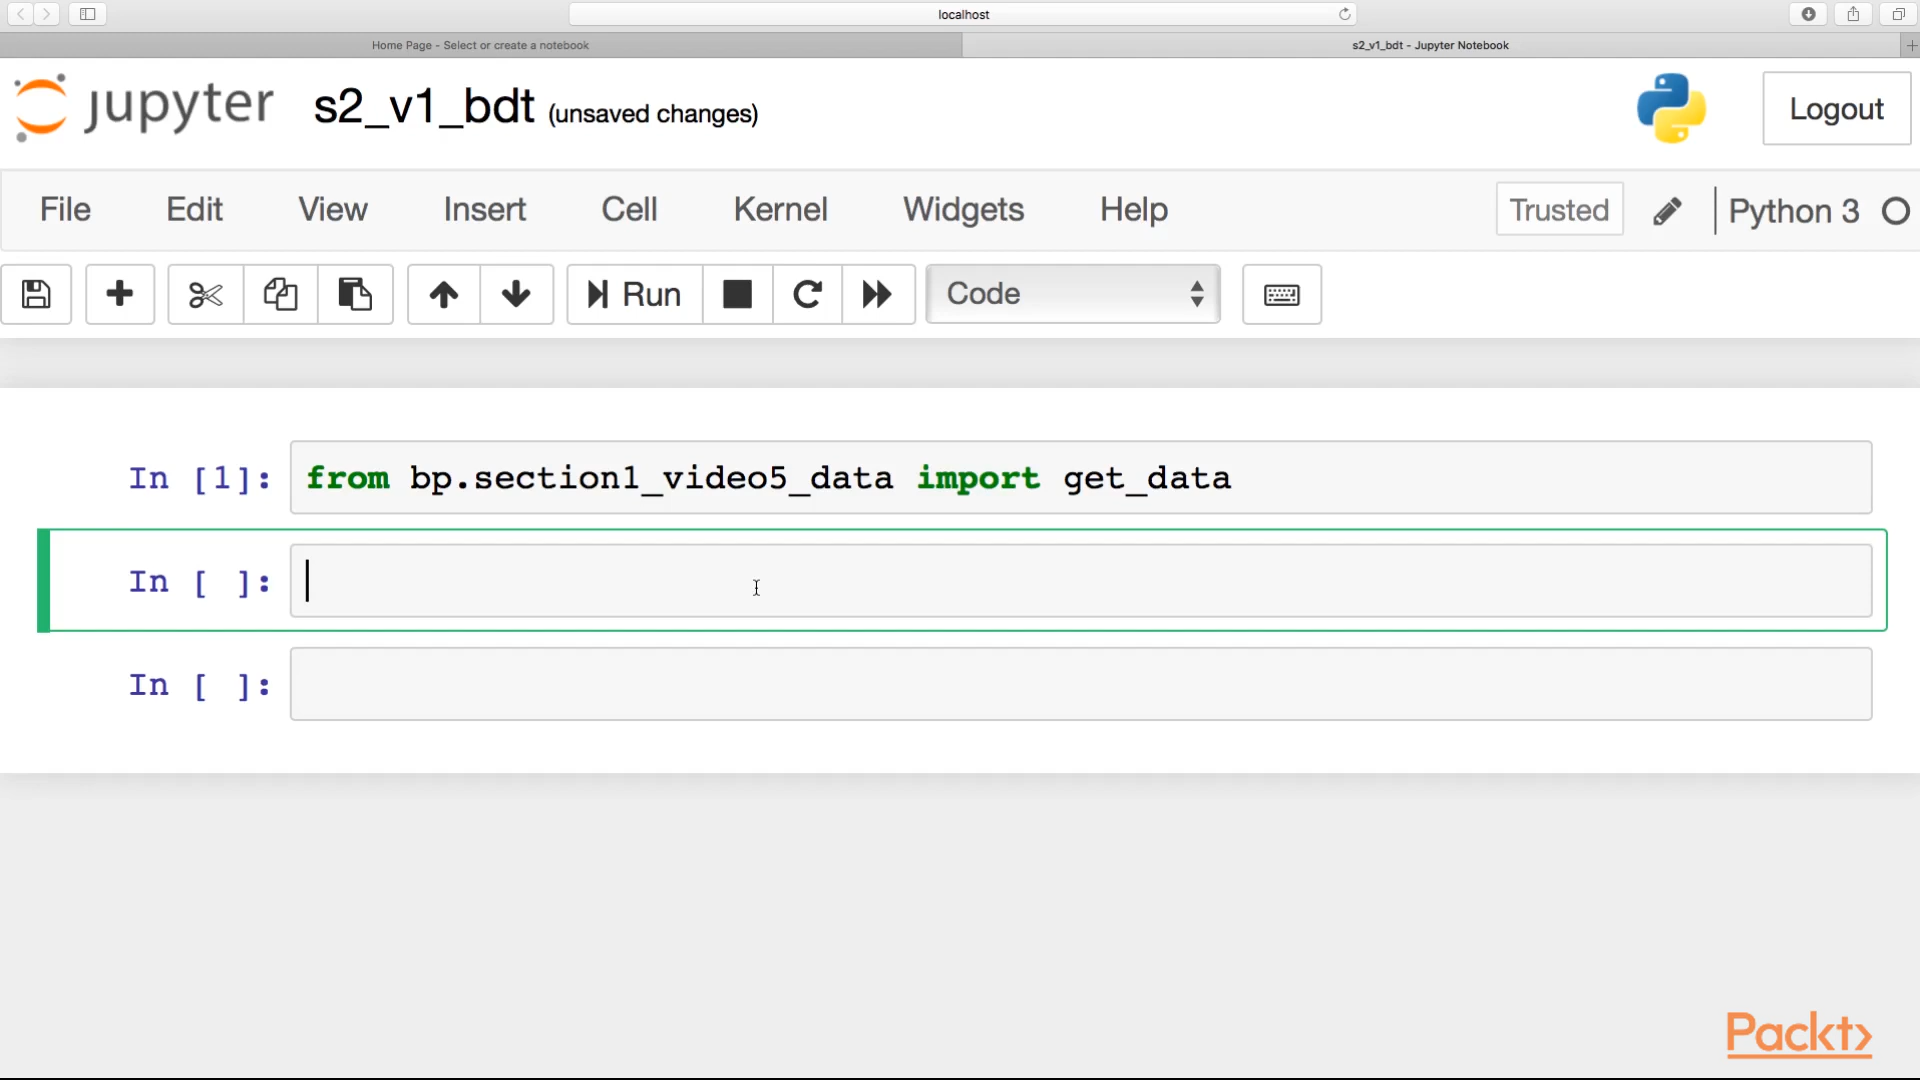 localhost
Home Page - Select or create a notebook
s2_v1_bdt - Jupyter Notebook
jupyter s2_v1_bdt (unsaved changes)
Logout
File Edit View Insert Cell Kernel Widgets Help
Trusted Python 3
Run Code
In [1]: from bp.section1_video5_data import get_data
In [ ]:
In [ ]:
Packt>